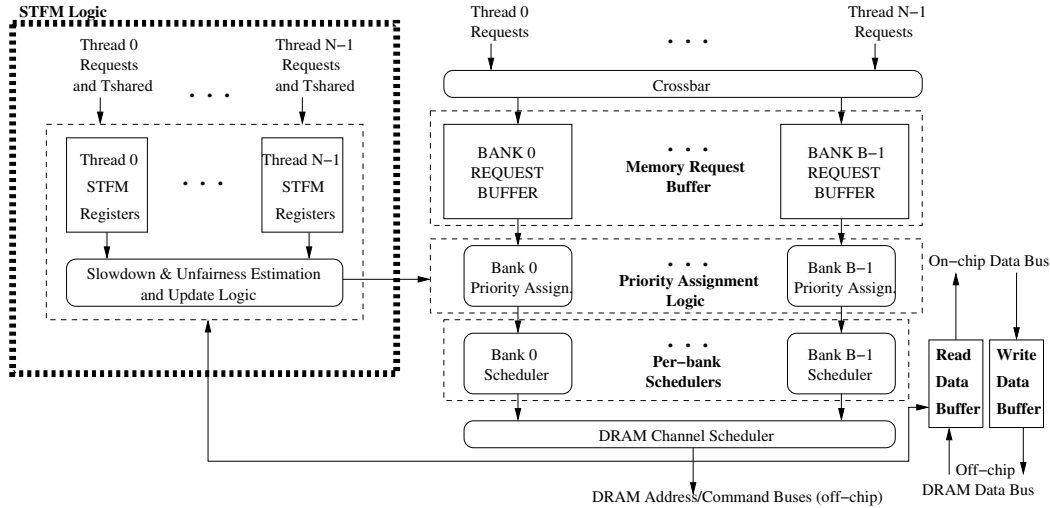 STFM Logic
Thread 0
Requests
and Tshared
. . .
Thread N−1
Requests
and Tshared
Thread 0
STFM
Registers
. . .
Thread N−1
STFM
Registers
Slowdown & Unfairness Estimation
and Update Logic
Thread 0
Requests
. . .
Thread N−1
Requests
Crossbar
BANK 0
REQUEST
BUFFER
. . .
Memory Request
Buffer
BANK B−1
REQUEST
BUFFER
Bank 0
Priority Assign.
. . .
Priority Assignment
Logic
Bank B−1
Priority Assign.
Bank 0
Scheduler
. . .
Per−bank
Schedulers
Bank B−1
Scheduler
DRAM Channel Scheduler
DRAM Address/Command Buses (off−chip)
On−chip Data Bus
Read
Data
Buffer
Write
Data
Buffer
Off−chip
DRAM Data Bus